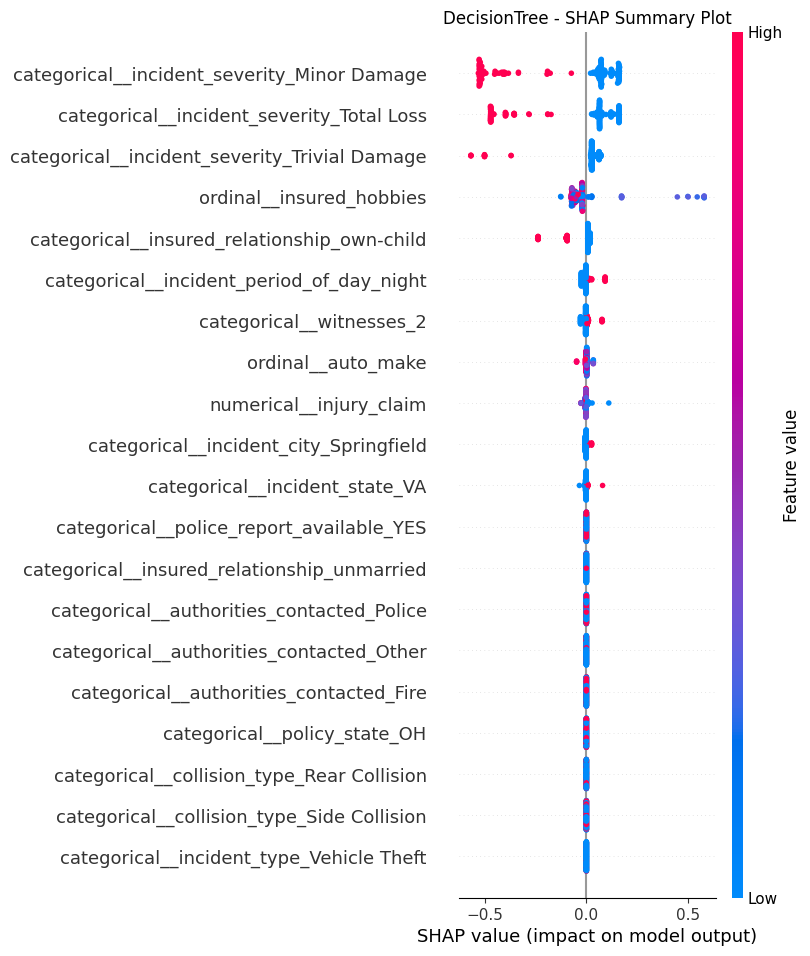 DecisionTree - SHAP Summary Plot
High
categorical__incident_severity_Minor Damage
categorical__incident_severity_Total Loss
categorical__incident_severity_Trivial Damage
ordinal__insured_hobbies
categorical__insured_relationship_own-child
categorical__incident_period_of_day_night
categorical__witnesses_2
ordinal__auto_make
numerical__injury_claim
categorical__incident_city_Springfield
categorical__incident_state_VA
categorical__police_report_available_YES
categorical__insured_relationship_unmarried
categorical__authorities_contacted_Police
categorical__authorities_contacted_Other
categorical__authorities_contacted_Fire
categorical__policy_state_OH
categorical__collision_type_Rear Collision
categorical__collision_type_Side Collision
categorical__incident_type_Vehicle Theft
Feature value
Low
−0.5 0.0 0.5
SHAP value (impact on model output)